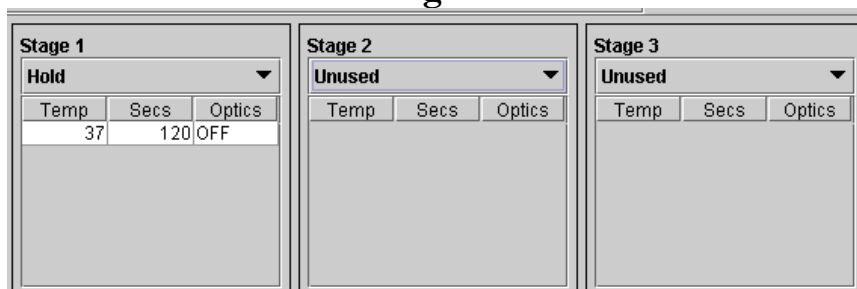 Stage 1
Hold
Temp Secs Optics
37 120 OFF
Stage 2
Unused
Temp Secs Optics
Stage 3
Unused
Temp Secs Optics